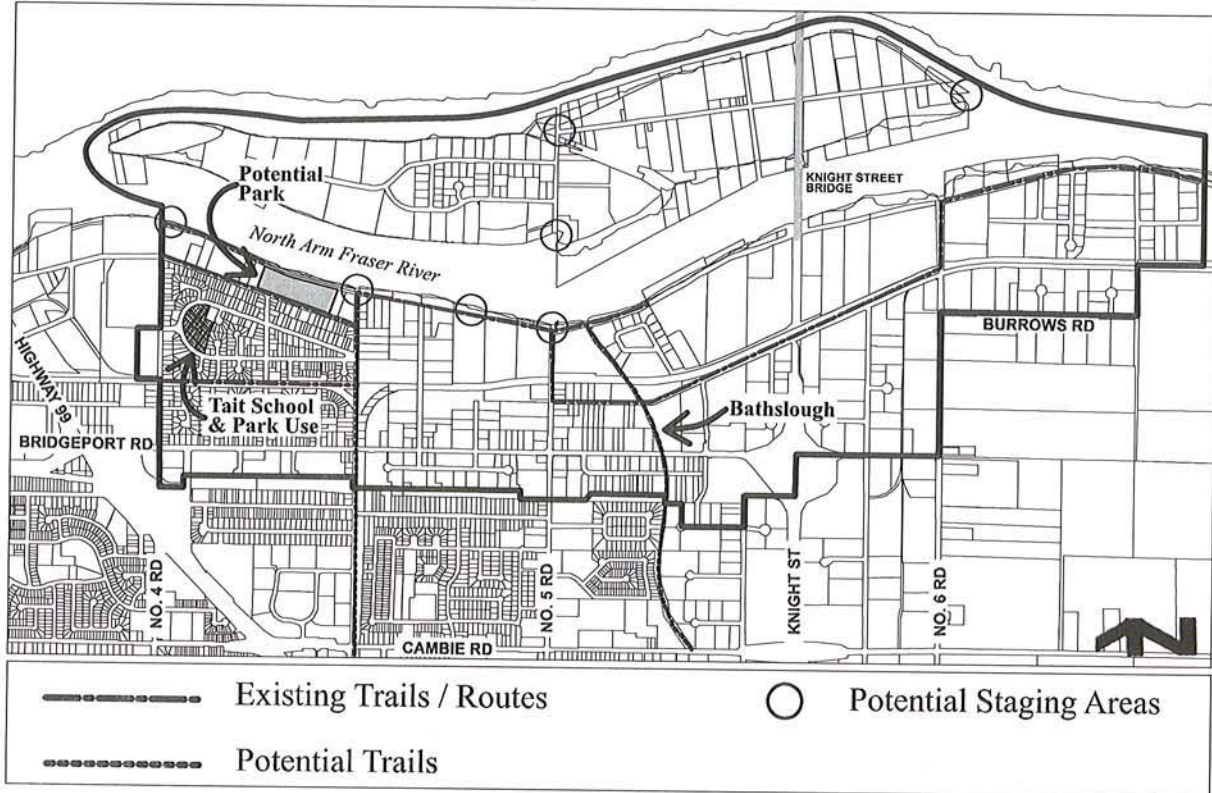 Potential
Park
North Arm Fraser River
KNIGHT STREET
BRIDGE
HIGHWAY 99
Tait School
& Park Use
BRIDGEPORT RD
Bathslough
BURROWS RD
NO. 4 RD
NO. 5 RD
KNIGHT ST
NO. 6 RD
CAMBIE RD
N
Existing Trails / Routes
Potential Staging Areas
Potential Trails